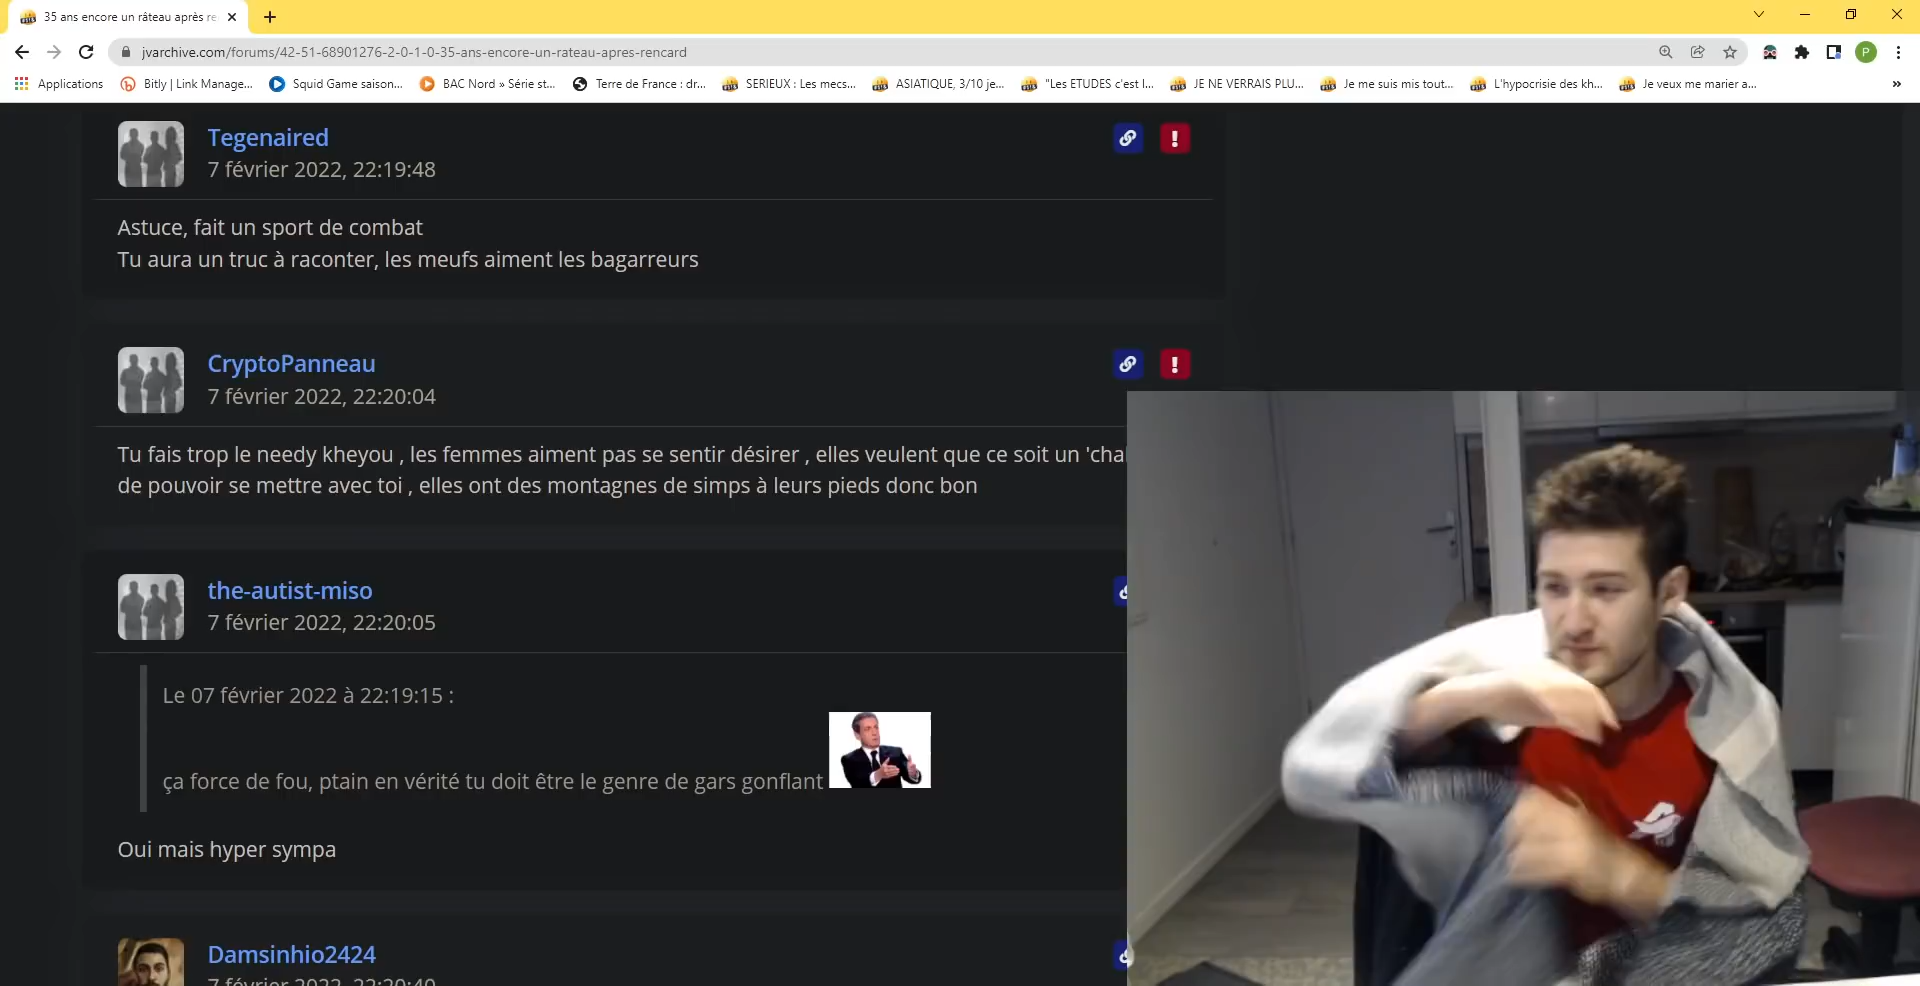 35 ans encore un râteau après re
jvarchive.com/forums/42-51-68901276-2-0-1-0-35-ans-encore-un-rateau-apres-rencard
P
Applications
Bitly | Link Manage...
Squid Game saison...
BAC Nord » Série st...
Terre de France : dr...
SERIEUX : Les mecs...
ASIATIQUE, 3/10 je...
"Les ETUDES c'est l...
JE NE VERRAIS PLU...
Je me suis mis tout...
L'hypocrisie des kh...
Je veux me marier a...
»
Tegenaired
7 février 2022, 22:19:48
Astuce, fait un sport de combat
Tu aura un truc à raconter, les meufs aiment les bagarreurs
CryptoPanneau
7 février 2022, 22:20:04
Tu fais trop le needy kheyou , les femmes aiment pas se sentir désirer , elles veulent que ce soit un 'chal
de pouvoir se mettre avec toi , elles ont des montagnes de simps à leurs pieds donc bon
the-autist-miso
7 février 2022, 22:20:05
Le 07 février 2022 à 22:19:15 :
ça force de fou, ptain en vérité tu doit être le genre de gars gonflant
Oui mais hyper sympa
Damsinhio2424
7 février 2022, 22:20:40